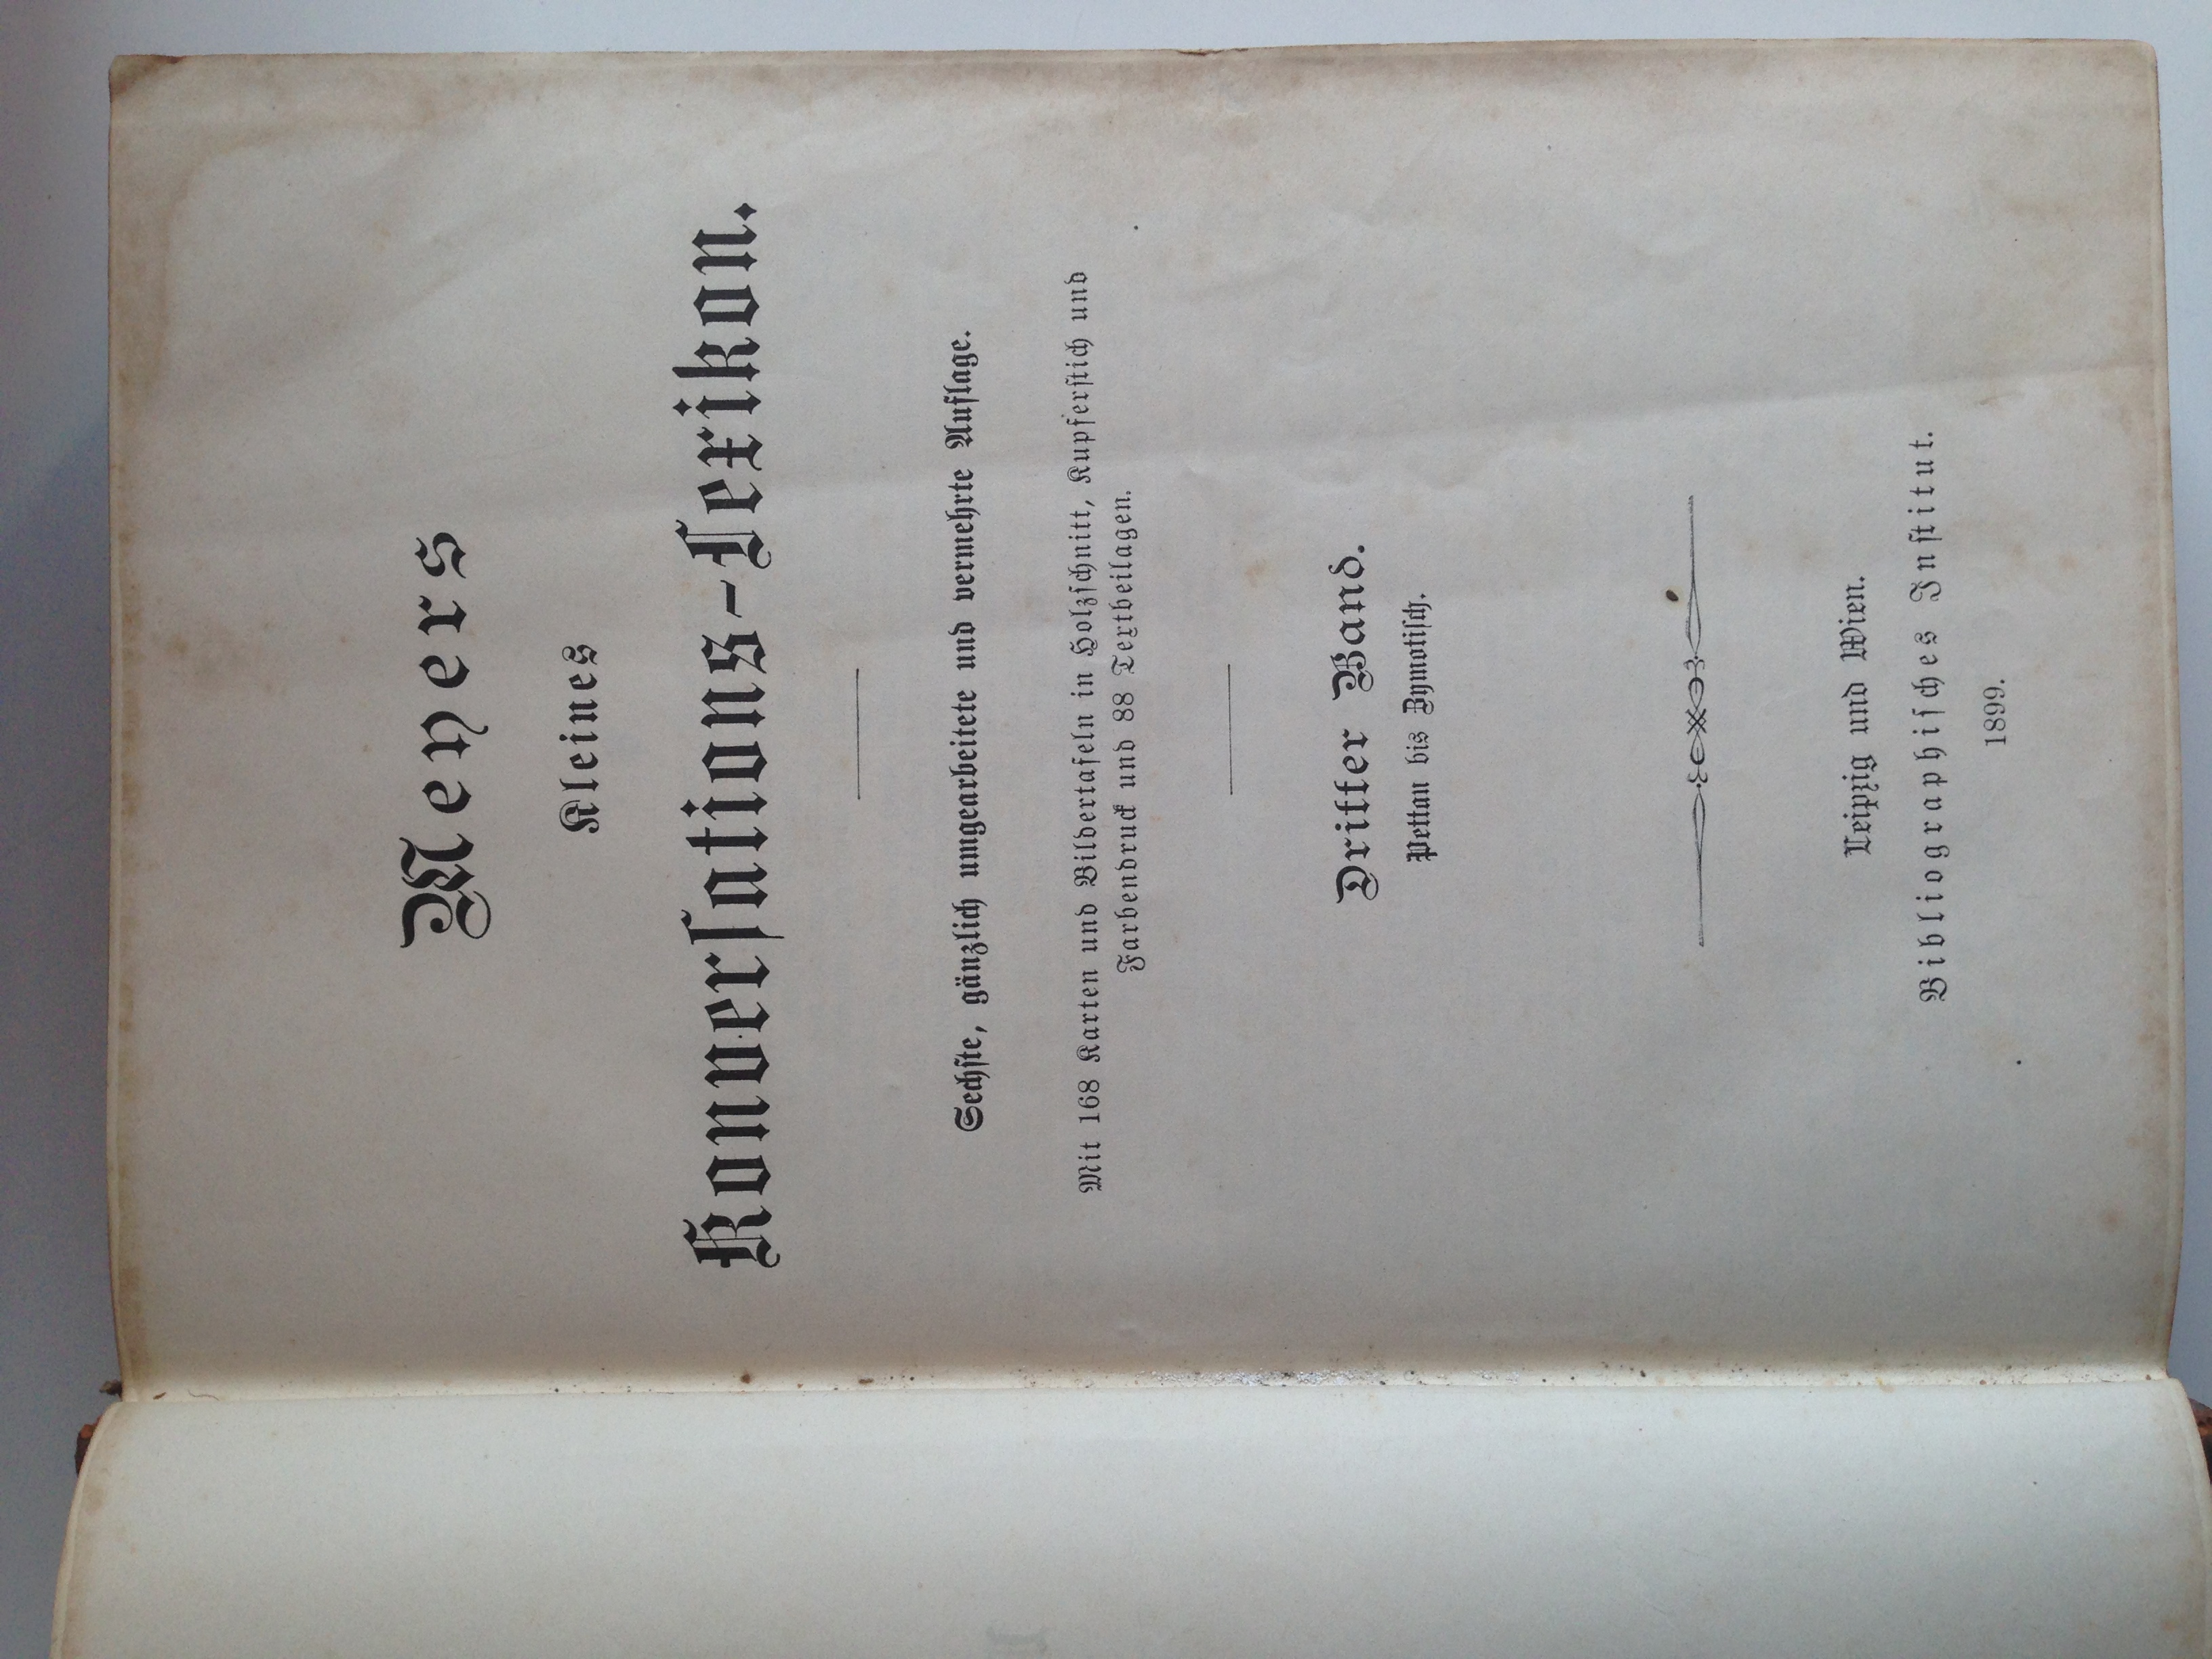 Meyers
Kleines
Konverſations-Lexikon.
Sechſte, gänzlich umgearbeitete und vermehrte Auflage.
Mit 168 Karten und Bildertafeln in Holzſchnitt, Kupferſtich und
Farbendruck und 88 Textbeilagen.
Dritter Band.
Pettau bis Zymotiſch.
Leipzig und Wien.
Bibliographiſches Inſtitut.
1899.